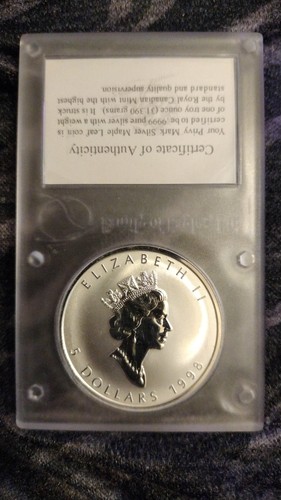 Certificate of Authenticity
Your Privy Mark Silver Maple Leaf coin is
certified to be .9999 pure silver with a weight
of one troy ounce (31.390 grams). It is struck
by the Royal Canadian Mint with the highest
standard and quality supervision
ELIZABETH II
5 DOLLARS 1998